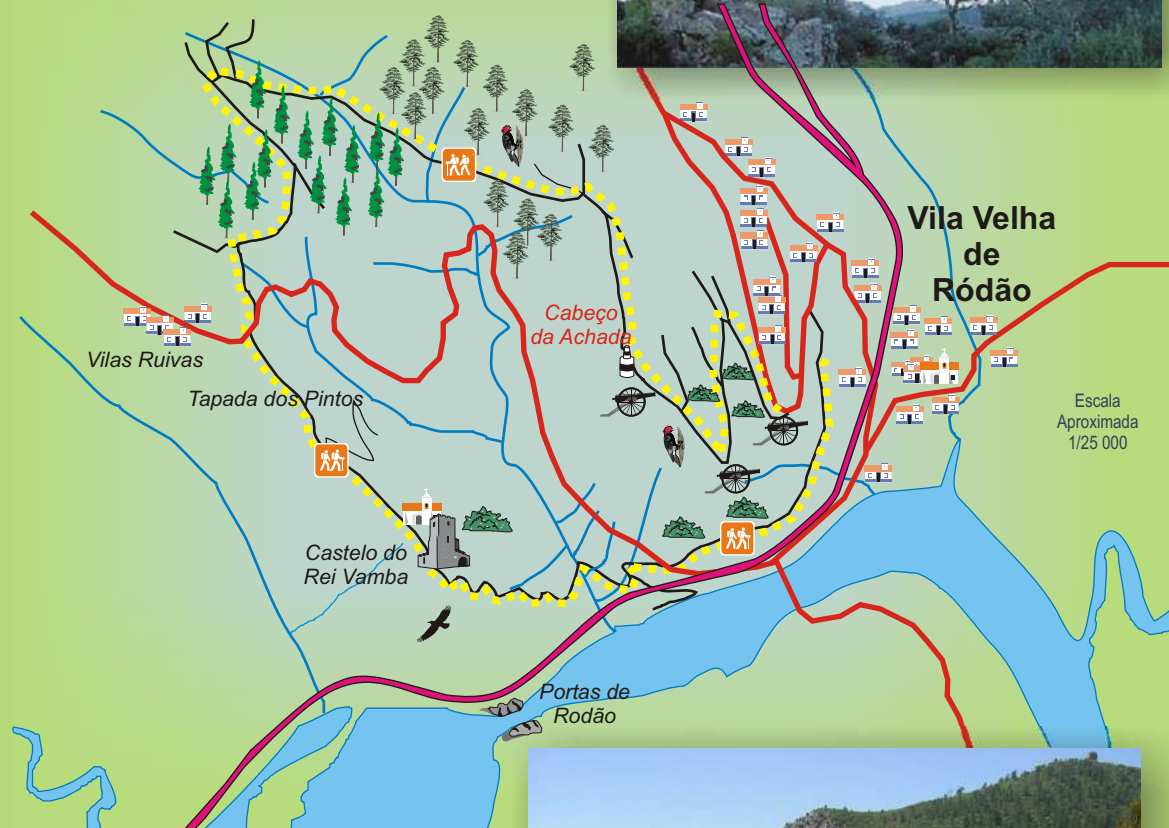 Vila Velha
de
Ródão
Cabeço
da Achada
Vilas Ruivas
Tapada dos Pintos
Escala
Aproximada
1/25 000
Castelo do
Rei Vamba
Portas de
Rodão